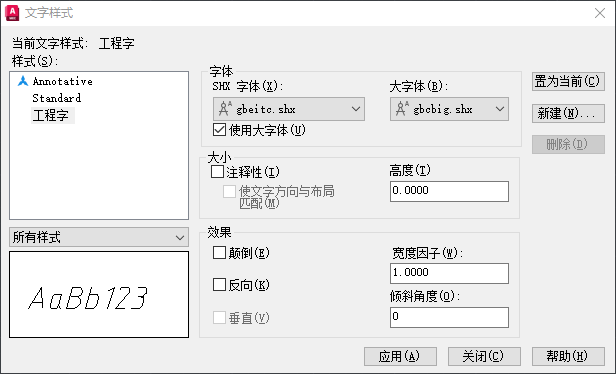 文字样式
当前文字样式: 工程字
样式(S):
Annotative
Standard
工程字
所有样式
AaBb123
字体
SHX 字体(X):
gbeitc.shx
使用大字体(U)
大字体(B):
gbcbig.shx
大小
注释性(I)
使文字方向与布局
匹配(M)
高度(T)
0.0000
效果
颠倒(E)
反向(K)
垂直(V)
宽度因子(W):
1.0000
倾斜角度(O):
0
置为当前(C)
新建(N)...
删除(D)
应用(A)
关闭(C)
帮助(H)